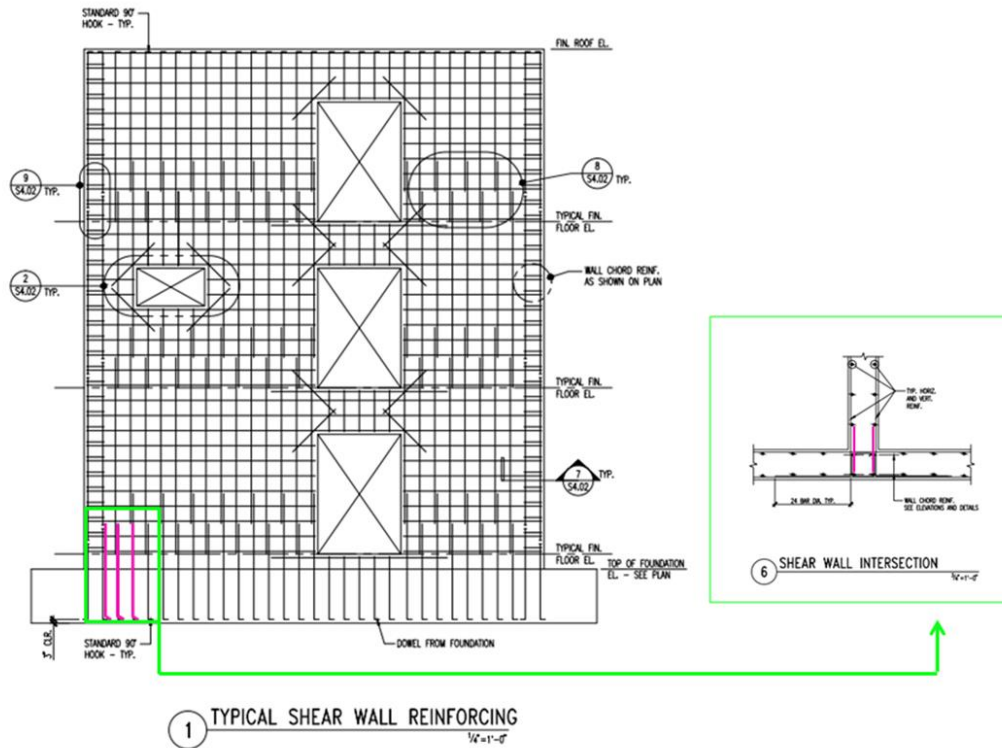 STANDARD 90°
HOOK - TYP.
FIN. ROOF EL.
9
S4.02
TYP.
8
S4.02
TYP.
TYPICAL FIN.
FLOOR EL.
2
S4.02
TYP.
WALL CHORD REINF.
AS SHOWN ON PLAN
TYPICAL FIN.
FLOOR EL.
7
S4.02
TYP.
TYPICAL FIN.
FLOOR EL.
TOP OF FOUNDATION
EL. - SEE PLAN
3" CLR.
STANDARD 90°
HOOK - TYP.
DOWEL FROM FOUNDATION
1
TYPICAL SHEAR WALL REINFORCING
1/4"=1'-0"
TYP. HORIZ.
AND VERT.
REINF.
24 BAR DIA. TYP.
WALL CHORD REINF.
SEE ELEVATIONS AND DETAILS
6
SHEAR WALL INTERSECTION
3/4"=1'-0"